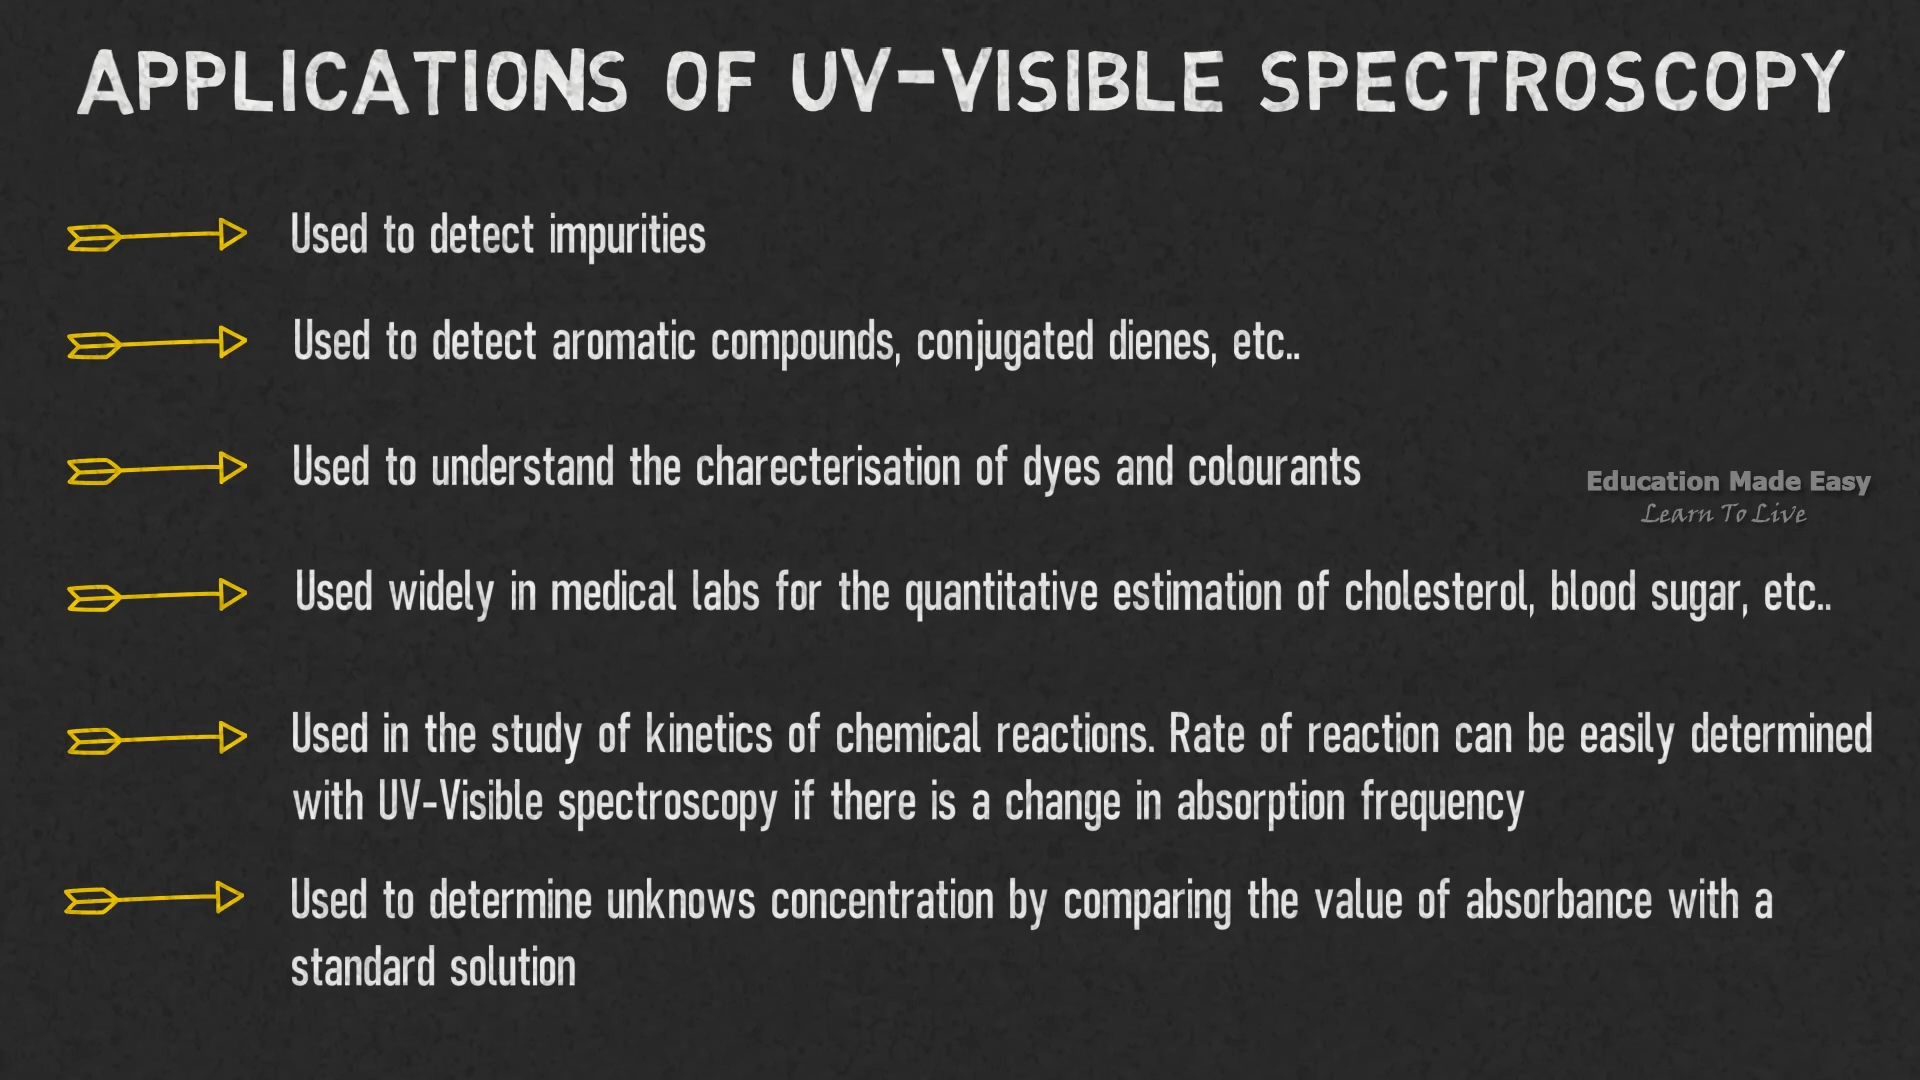 APPLICATIONS OF UV-VISIBLE SPECTROSCOPY
Used to detect impurities
Used to detect aromatic compounds, conjugated dienes, etc..
Used to understand the charecterisation of dyes and colourants
Education Made Easy
Learn To Live
Used widely in medical labs for the quantitative estimation of cholesterol, blood sugar, etc..
Used in the study of kinetics of chemical reactions. Rate of reaction can be easily determined
with UV-Visible spectroscopy if there is a change in absorption frequency
Used to determine unknows concentration by comparing the value of absorbance with a
standard solution